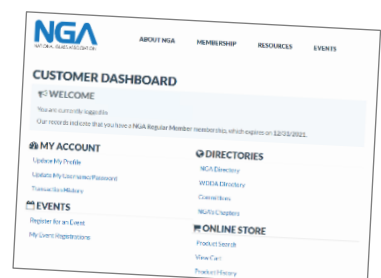 NGA
NATIONAL GLASS ASSOCIATION
ABOUT NGA
MEMBERSHIP
RESOURCES
EVENTS
CUSTOMER DASHBOARD
WELCOME
You are currently logged in
Our records indicate that you have a NGA Regular Member membership, which expires on 12/31/2021.
MY ACCOUNT
Update My Profile
Update My Username/Password
Transaction History
EVENTS
Register for an Event
My Event Registrations
DIRECTORIES
NGA Directory
WDDA Directory
Committees
NGA's Chapters
ONLINE STORE
Product Search
View Cart
Product History